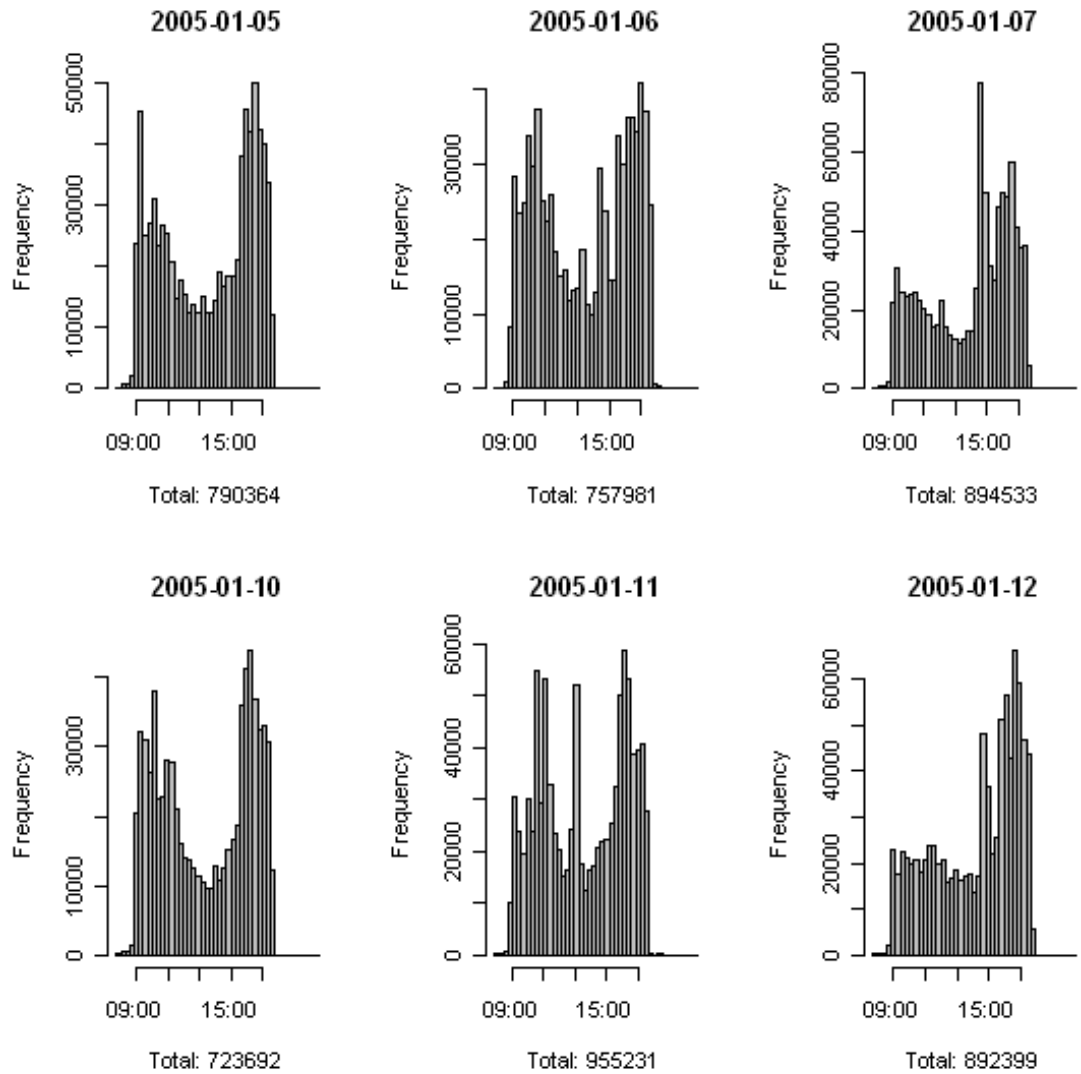 2005-01-05
Frequency
0 10000 30000 50000
09:00 15:00
Total: 790364
2005-01-06
Frequency
0 10000 30000
09:00 15:00
Total: 757981
2005-01-07
Frequency
0 20000 40000 60000 80000
09:00 15:00
Total: 894533
2005-01-10
Frequency
0 10000 30000
09:00 15:00
Total: 723692
2005-01-11
Frequency
0 20000 40000 60000
09:00 15:00
Total: 955231
2005-01-12
Frequency
0 20000 40000 60000
09:00 15:00
Total: 892399